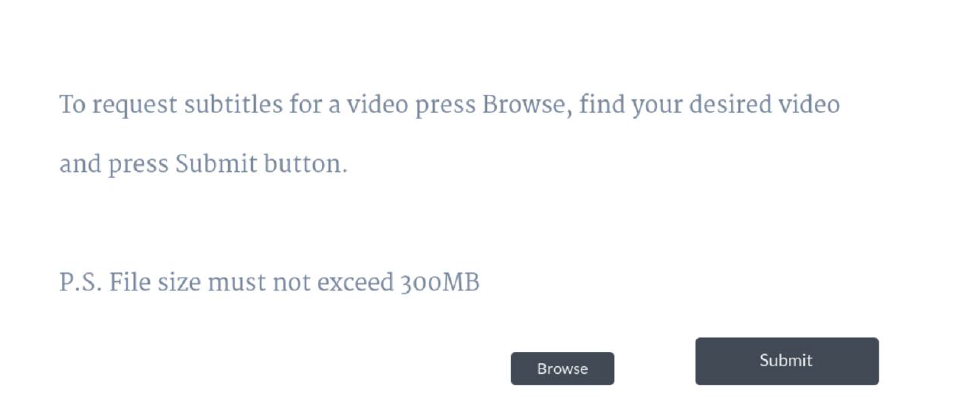 To request subtitles for a video press Browse, find your desired video
and press Submit button.
P.S. File size must not exceed 300MB
Browse
Submit